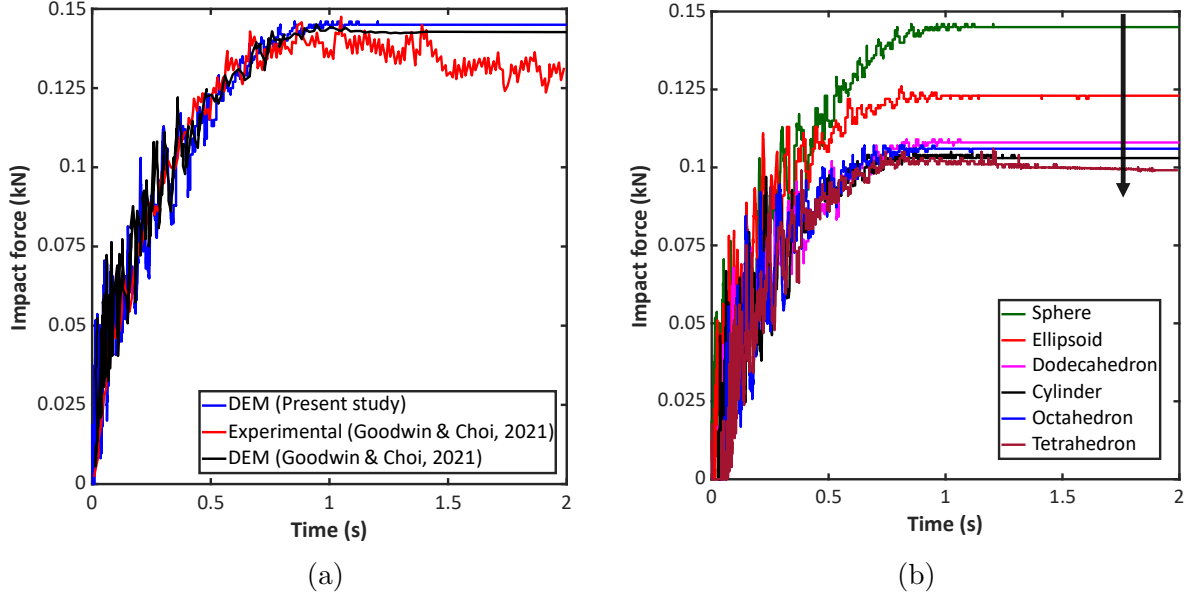 0.15
0.125
0.1
0.075
0.05
0.025
0
Impact force (kN)
DEM (Present study)
Experimental (Goodwin & Choi, 2021)
DEM (Goodwin & Choi, 2021)
0 0.5 1 1.5 2
Time (s)
(a)
0.15
0.125
0.1
0.075
0.05
0.025
0
Impact force (kN)
Sphere
Ellipsoid
Dodecahedron
Cylinder
Octahedron
Tetrahedron
0 0.5 1 1.5 2
Time (s)
(b)